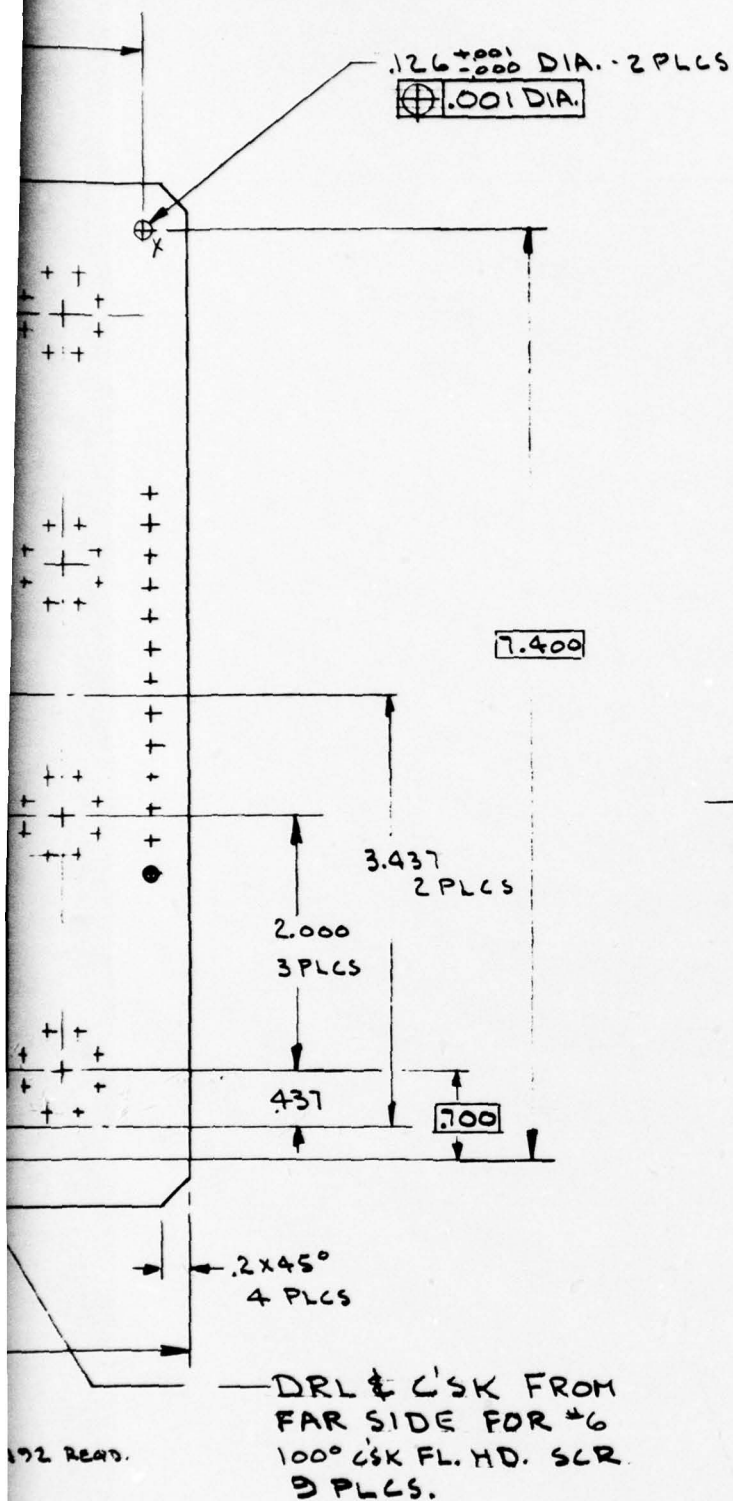 .126 +.001 -.000 DIA. - 2 PLCS
⌖ .001 DIA.
X
7.400
3.437
2 PLCS
2.000
3 PLCS
.437
.700
.2 X 45°
4 PLCS
DRL & C'SK FROM
FAR SIDE FOR #6
100° C'SK FL. HD. SCR
9 PLCS.
192 REQD.